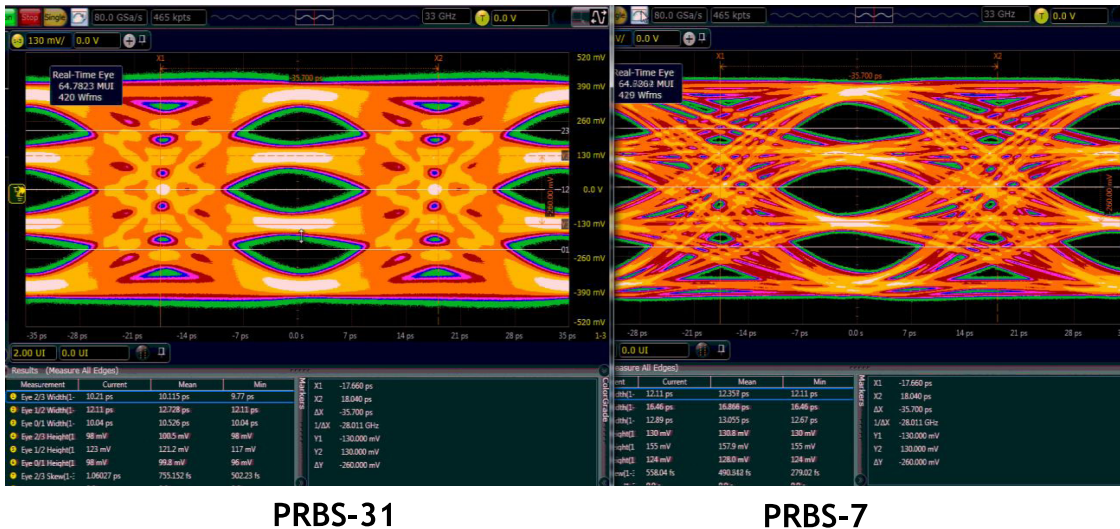 Stop Single 80.0 GSa/s 465 kpts 33 GHz T 0.0 V
130 mV/ 0.0 V
Real-Time Eye
64.7823 MUI
420 Wfms
X1 X2
-35.700 ps
520 mV
390 mV
260 mV
23
130 mV
12 0.0 V
-130 mV
01
-260 mV
-390 mV
-520 mV
-35 ps -28 ps -21 ps -14 ps -7 ps 0.0 s 7 ps 14 ps 21 ps 28 ps 35 ps 1-3
2.00 UI 0.0 UI
Results (Measure All Edges)
Measurement Current Mean Min
Eye 2/3 Width(1- 10.21 ps 10.115 ps 9.77 ps
Eye 1/2 Width(1- 12.11 ps 12.728 ps 12.11 ps
Eye 0/1 Width(1- 10.04 ps 10.526 ps 10.04 ps
Eye 2/3 Height(1 98 mV 100.5 mV 98 mV
Eye 1/2 Height(1 123 mV 121.2 mV 117 mV
Eye 0/1 Height(1 98 mV 99.8 mV 96 mV
Eye 2/3 Skew(1-3 1.06027 ps 755.152 fs 502.23 fs
Markers
X1 -17.660 ps
X2 18.040 ps
ΔX -35.700 ps
1/ΔX -28.011 GHz
Y1 -130.000 mV
Y2 130.000 mV
ΔY -260.000 mV
ColorGrade
PRBS-31
80.0 GSa/s 465 kpts 33 GHz T 0.0 V
V/ 0.0 V
Real-Time Eye
429 Wfms
X1 X2
-35.700 ps
-28 ps -21 ps -14 ps -7 ps 0.0 s 7 ps 14 ps 21 ps 28 ps
0.0 UI
Measure All Edges)
Current Mean Min
12.11 ps 12.357 ps 12.11 ps
16.46 ps 16.866 ps 16.46 ps
12.89 ps 13.055 ps 12.67 ps
130 mV 130.8 mV 130 mV
155 mV 157.9 mV 155 mV
124 mV 128.0 mV 124 mV
558.04 fs 279.02 fs
Markers
X1 -17.660 ps
X2 18.040 ps
ΔX -35.700 ps
1/ΔX -28.011 GHz
Y1 -130.000 mV
Y2 130.000 mV
ΔY -260.000 mV
PRBS-7